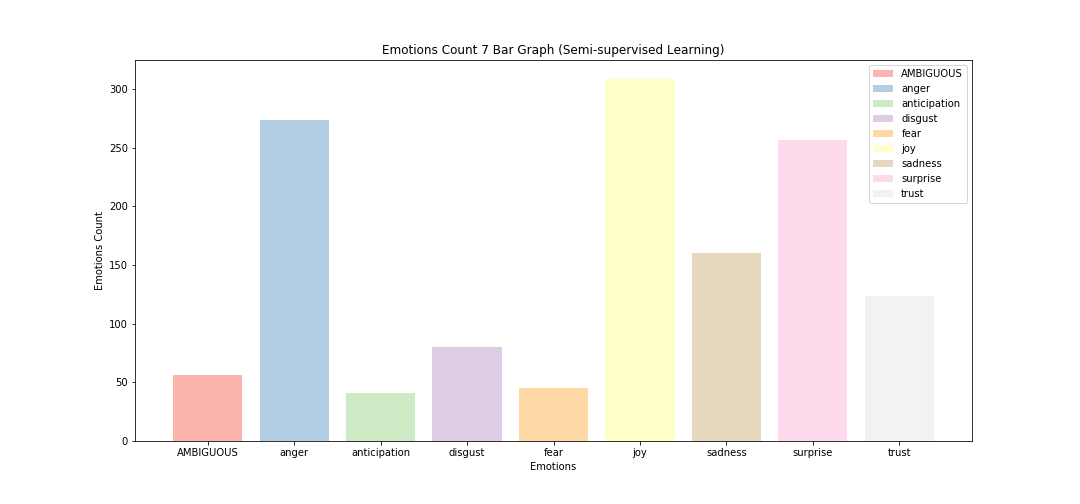 Emotions Count 7 Bar Graph (Semi-supervised Learning)
AMBIGUOUS
anger
anticipation
disgust
fear
joy
sadness
surprise
trust
300
250
200
150
100
50
0
Emotions Count
AMBIGUOUS anger anticipation disgust fear joy sadness surprise trust
Emotions